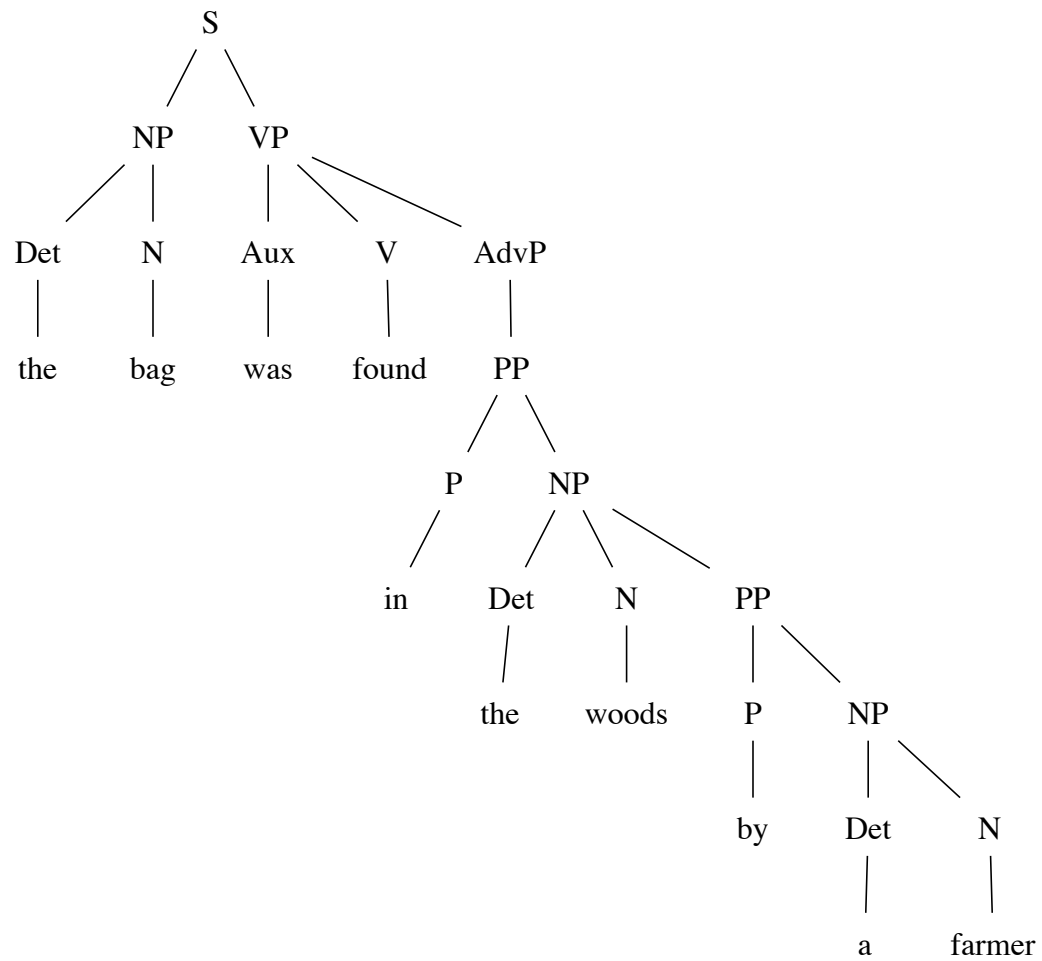 S
NP VP
Det N Aux V AdvP
the bag was found PP
P NP
in Det N PP
the woods P NP
by Det N
a farmer